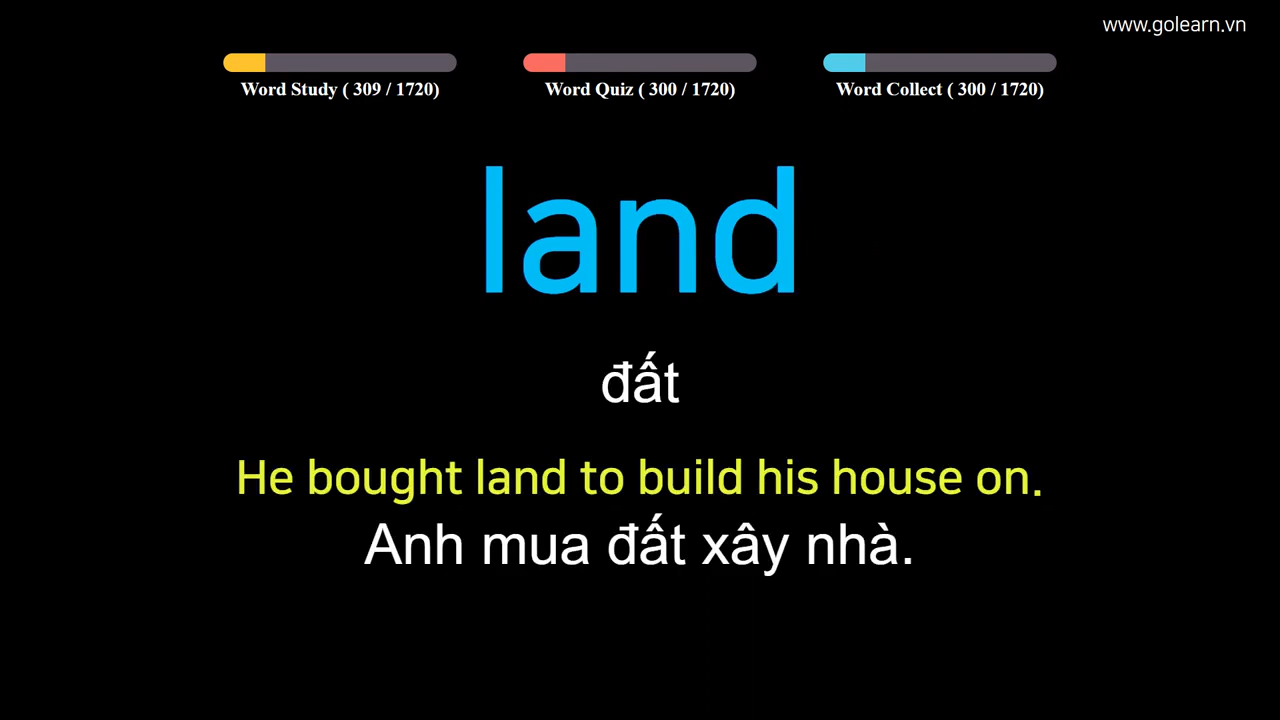 www.golearn.vn
Word Study ( 309 / 1720)
Word Quiz ( 300 / 1720)
Word Collect ( 300 / 1720)
land
đất
He bought land to build his house on.
Anh mua đất xây nhà.